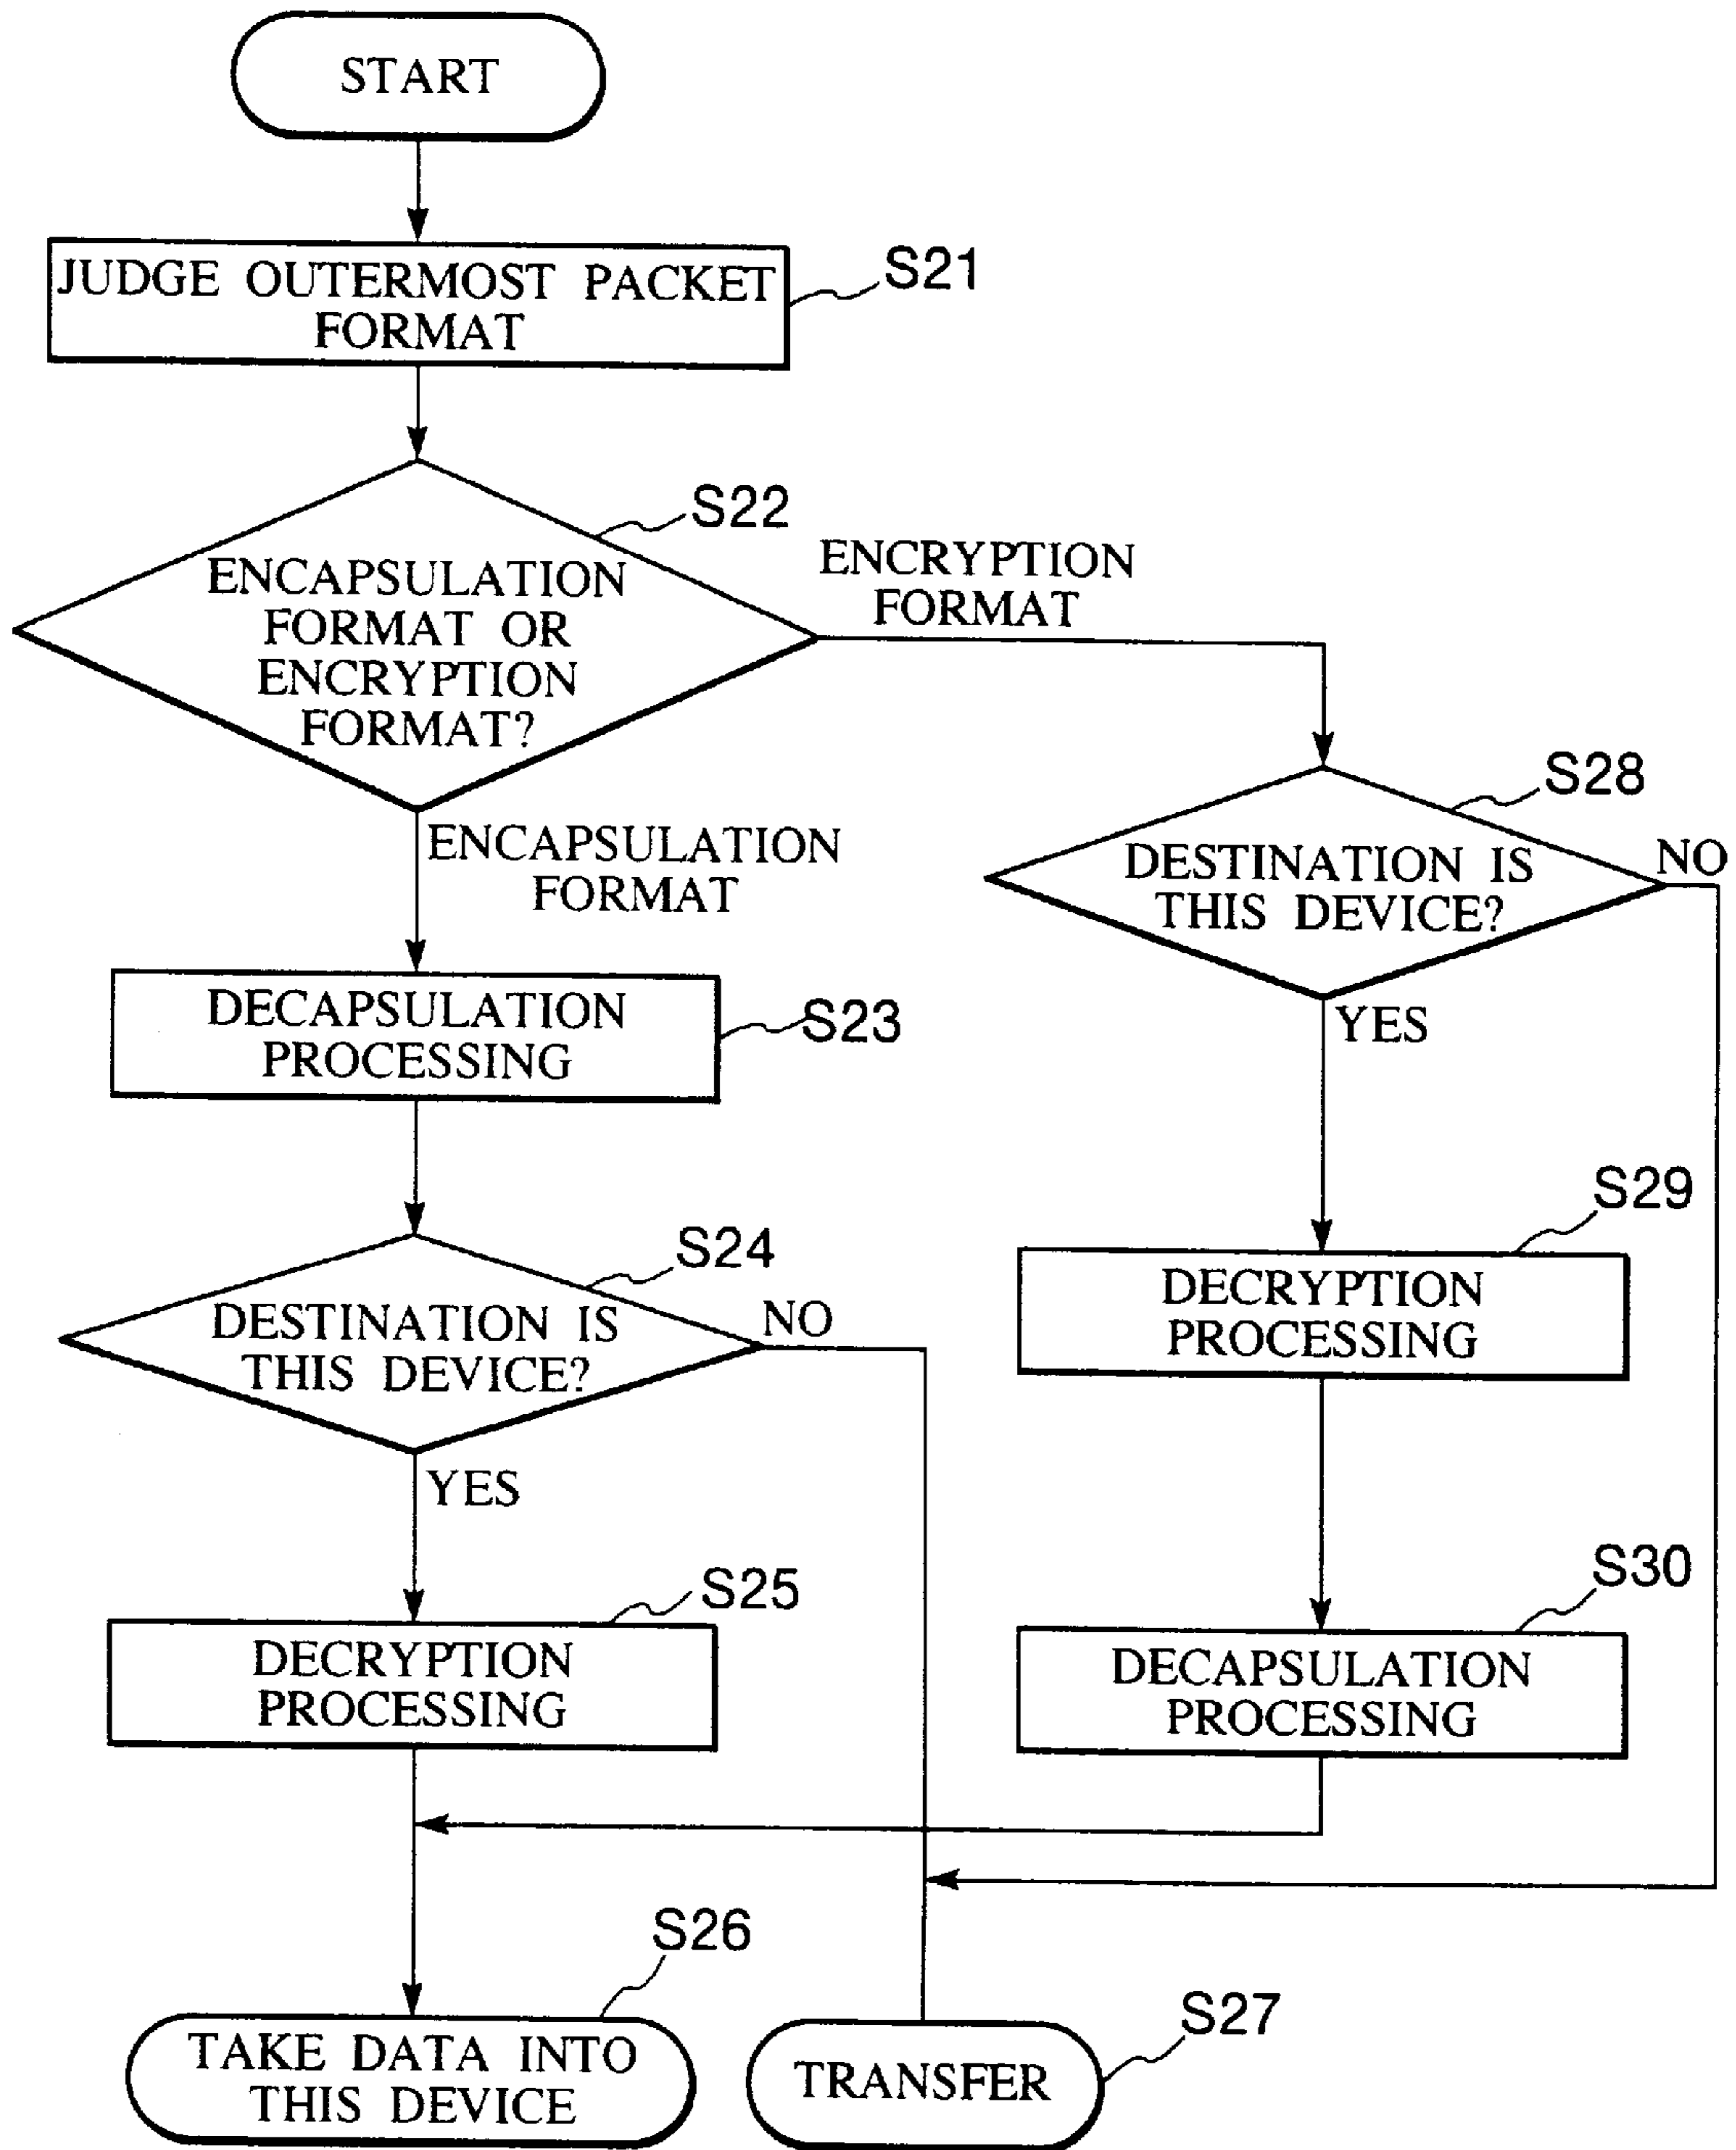 START
JUDGE OUTERMOST PACKET
FORMAT
S21
S22
ENCAPSULATION
FORMAT OR
ENCRYPTION
FORMAT?
ENCRYPTION
FORMAT
ENCAPSULATION
FORMAT
S28
DESTINATION IS
THIS DEVICE?
NO
YES
DECAPSULATION
PROCESSING
S23
S24
DESTINATION IS
THIS DEVICE?
NO
YES
S29
DECRYPTION
PROCESSING
S25
DECRYPTION
PROCESSING
S30
DECAPSULATION
PROCESSING
S26
TAKE DATA INTO
THIS DEVICE
S27
TRANSFER